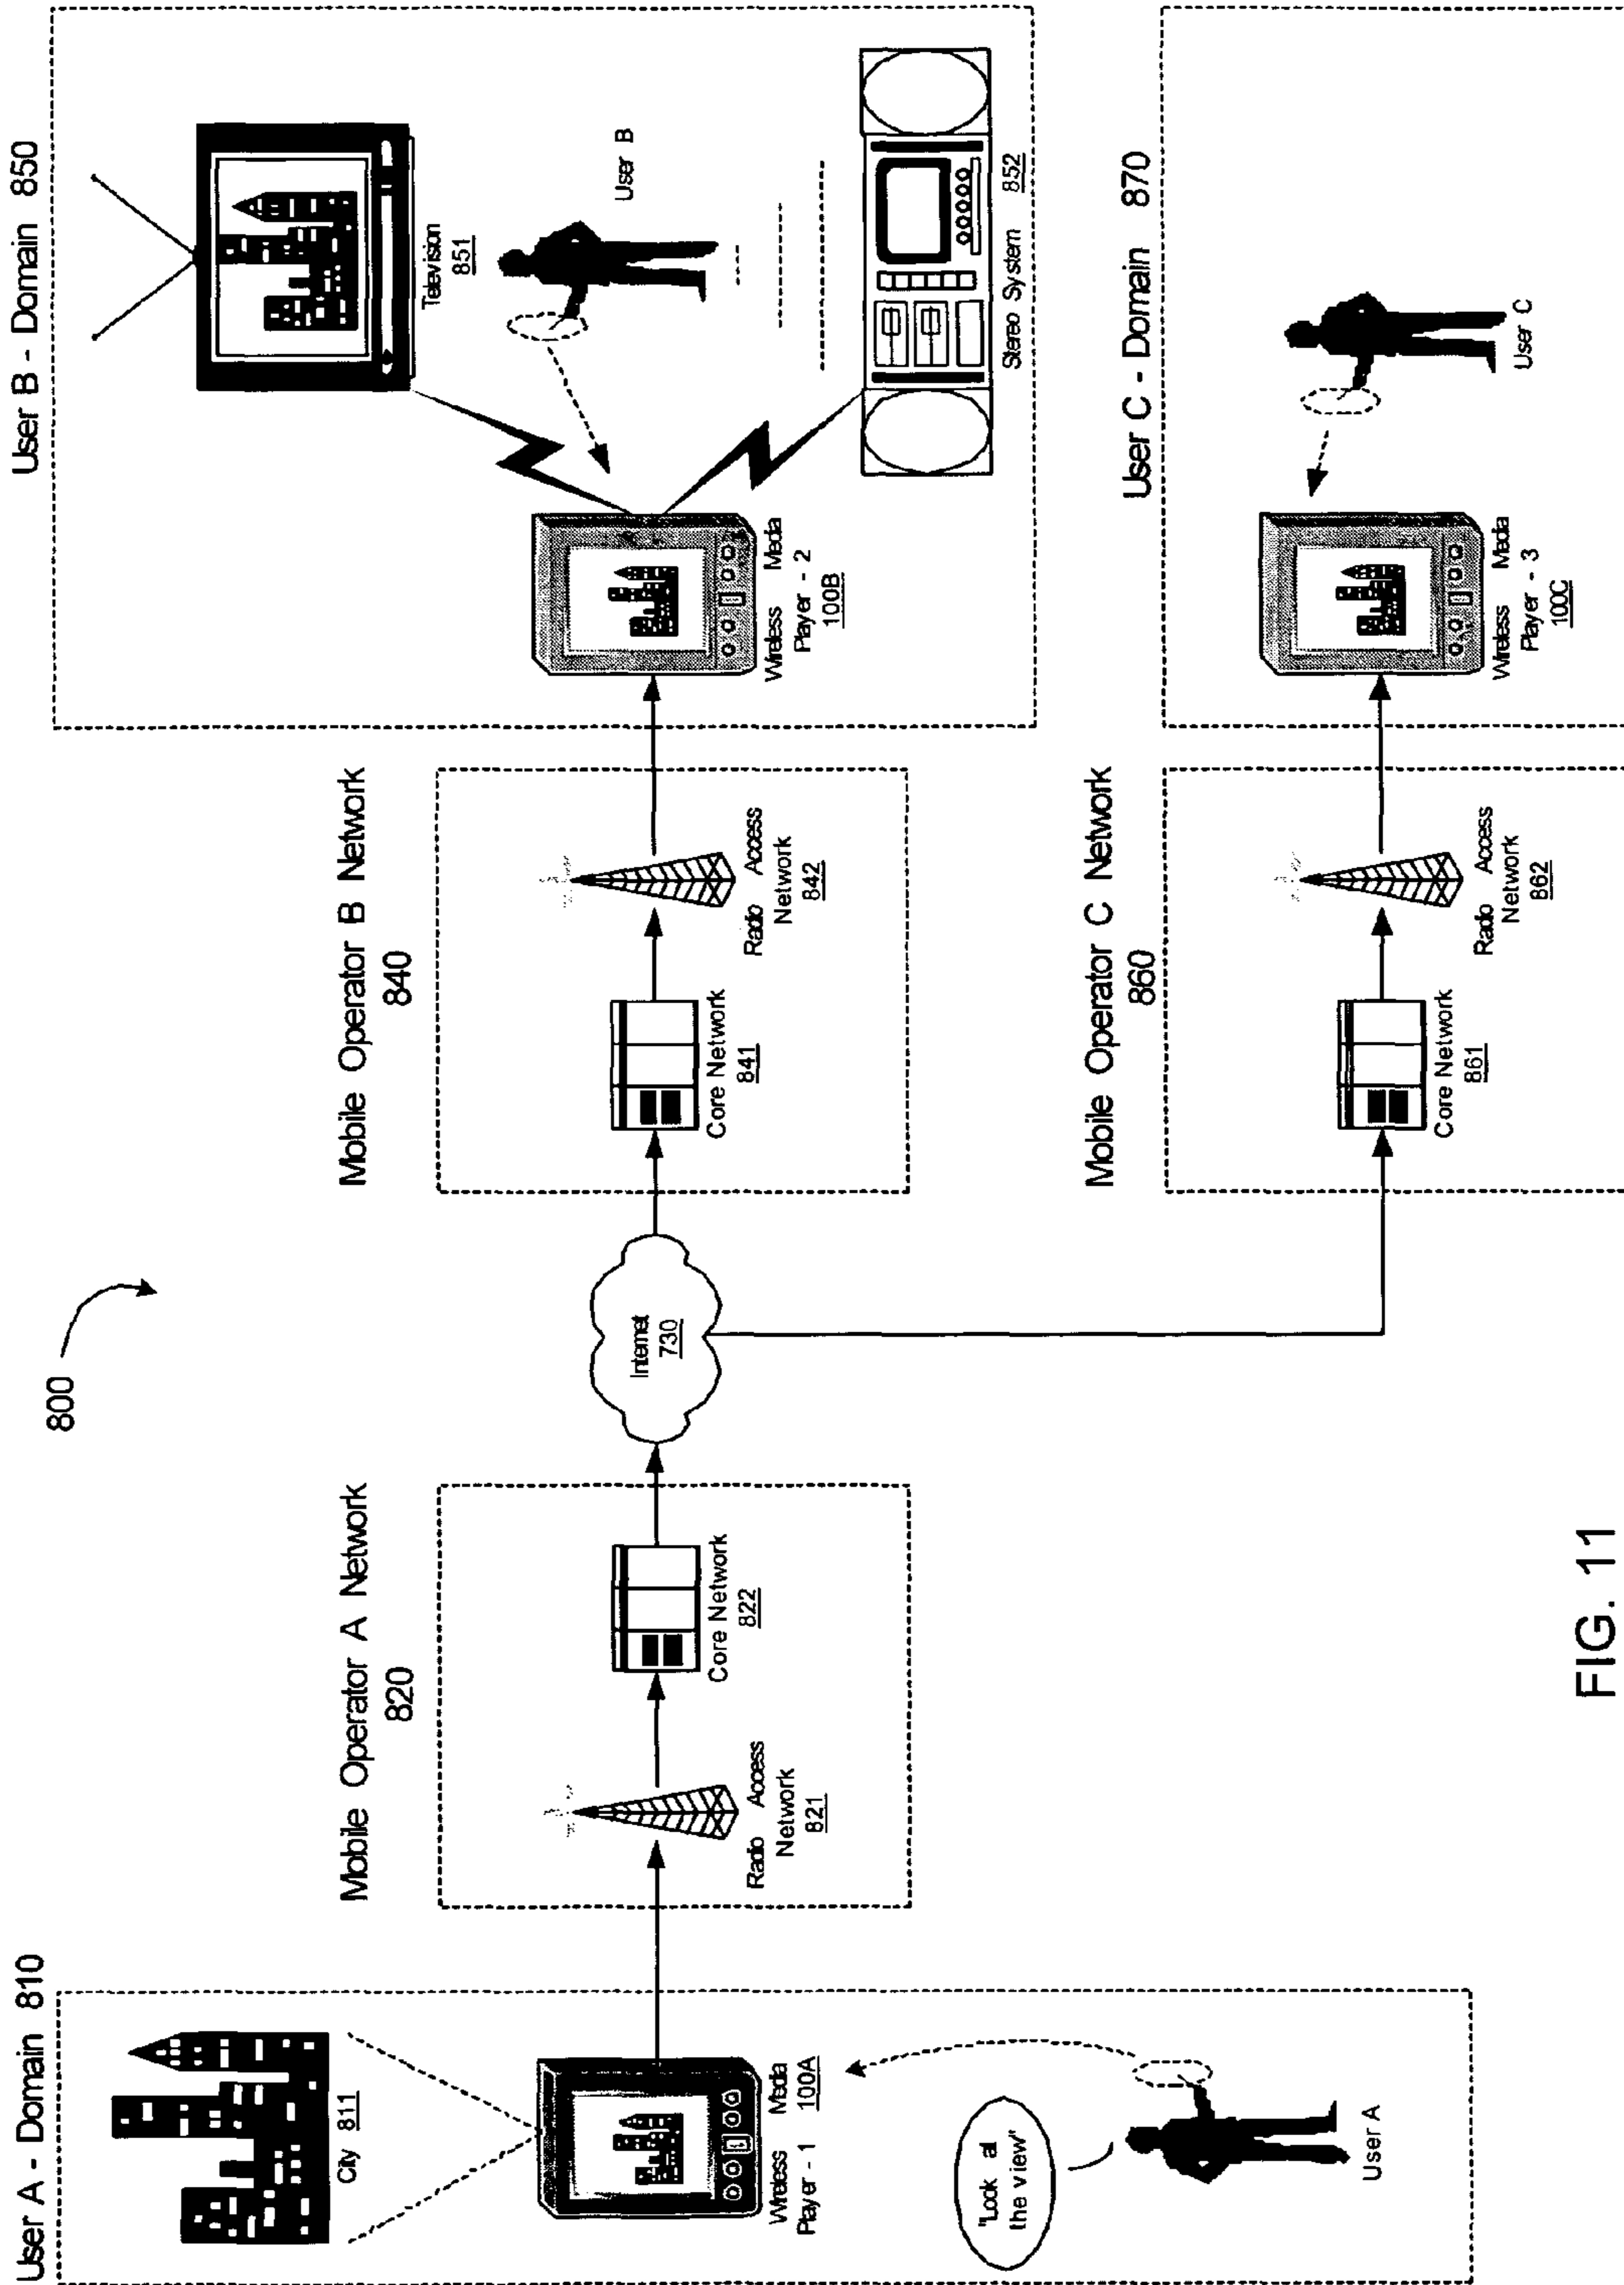 800
User A - Domain 810
City 811
Wireless Media
Player - 1 100A
"Look at
the view"
User A
Mobile Operator A Network
820
Radio Access
Network
821
Core Network
822
Internet
730
Mobile Operator B Network
840
Core Network
841
Radio Access
Network
842
User B - Domain 850
Wireless Media
Player - 2
100B
Television
851
User B
Stereo System 852
Mobile Operator C Network
860
Core Network
861
Radio Access
Network
862
User C - Domain 870
Wireless Media
Player - 3
100C
User C
FIG. 11